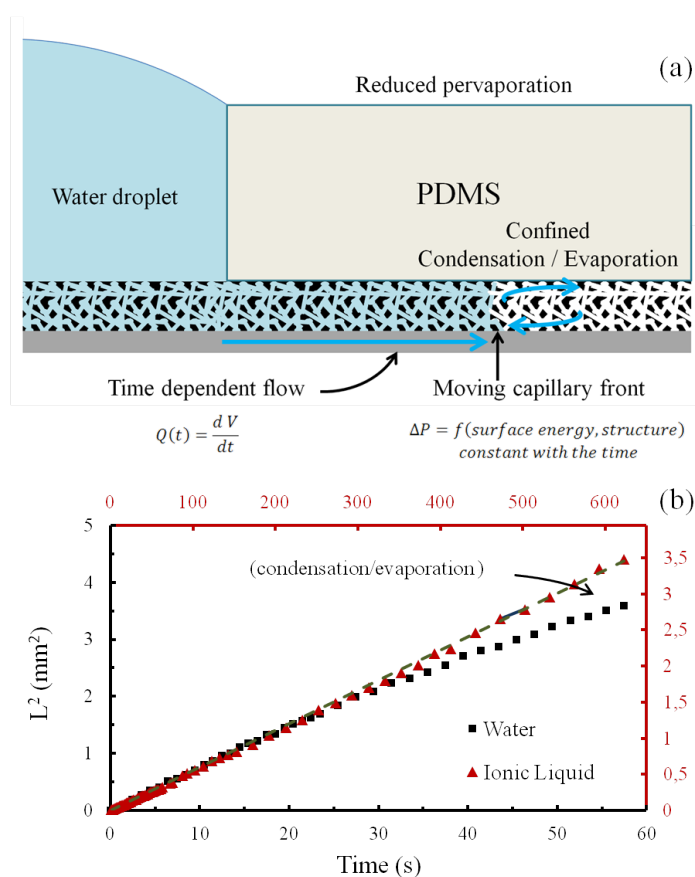 (a)
Reduced pervaporation
Water droplet
PDMS
Confined
Condensation / Evaporation
Time dependent flow
Moving capillary front
Q(t) = dV/dt
ΔP = f(surface energy, structure)
constant with the time
(b)
0 100 200 300 400 500 600
5
4
3
2
1
0
L² (mm²)
(condensation/evaporation)
Water
Ionic Liquid
3,5
3
2,5
2
1,5
1
0,5
0
0 10 20 30 40 50 60
Time (s)